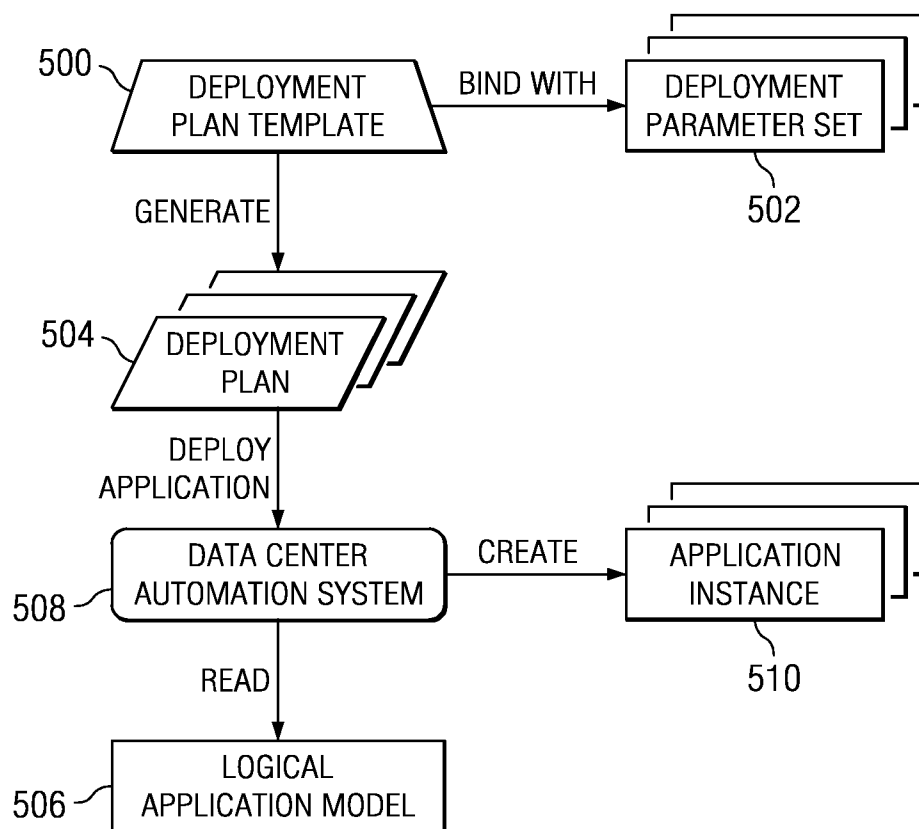 500
DEPLOYMENT
PLAN TEMPLATE
BIND WITH
DEPLOYMENT
PARAMETER SET
502
GENERATE
504
DEPLOYMENT
PLAN
DEPLOY
APPLICATION
508
DATA CENTER
AUTOMATION SYSTEM
CREATE
APPLICATION
INSTANCE
510
READ
506
LOGICAL
APPLICATION MODEL